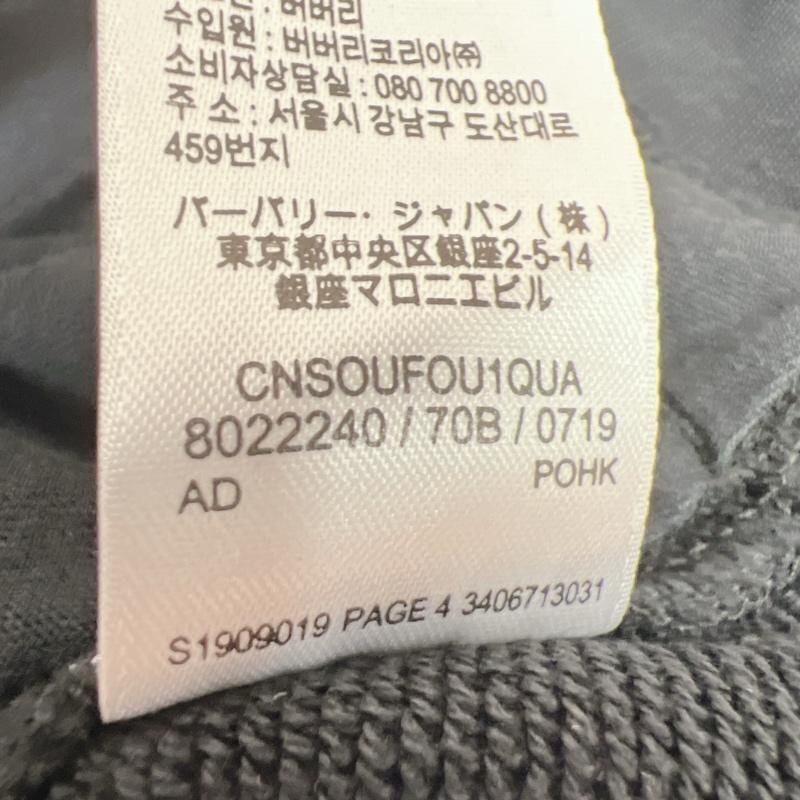 버버리
수입원 : 버버리코리아㈜
소비자상담실 : 080 700 8800
주 소 : 서울시 강남구 도산대로
459번지
バーバリー・ジャパン ( 株 )
東京都中央区銀座2-5-14
銀座マロニエビル
CNSOUFOU1QUA
8022240 / 70B / 0719
AD POHK
S1909019 PAGE 4 3406713031